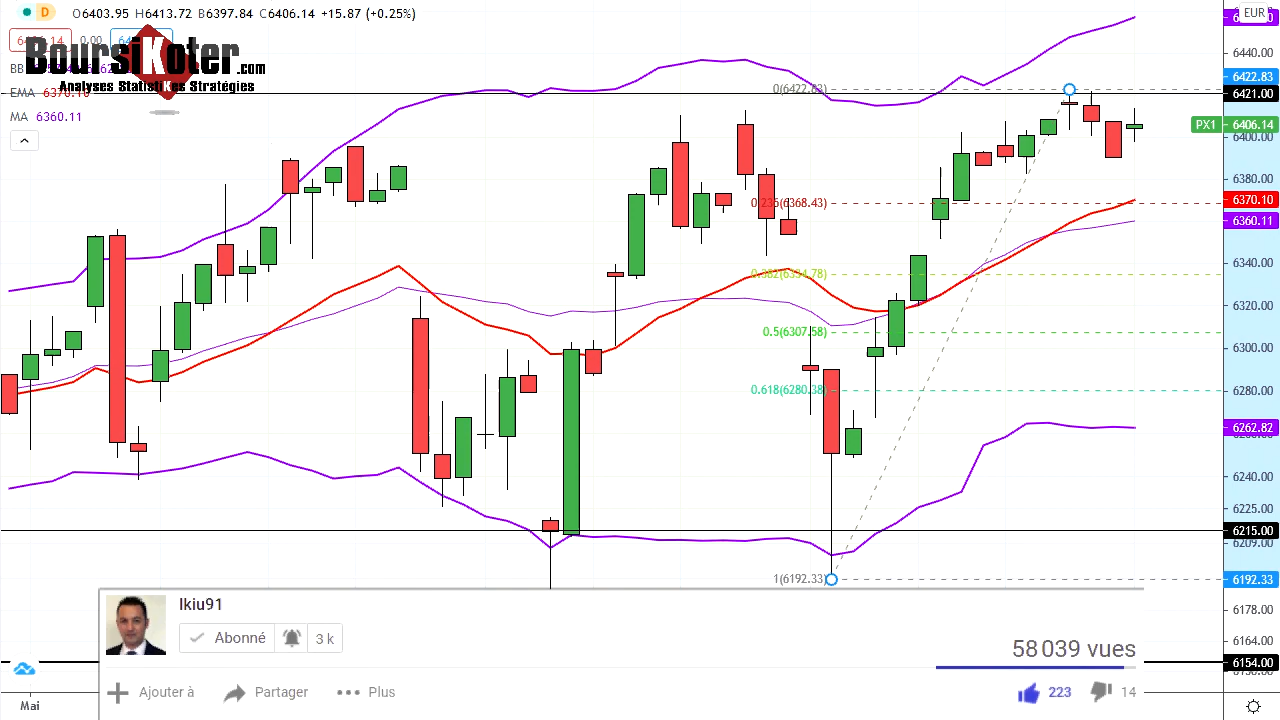 D O6403.95 H6413.72 B6397.84 C6406.14 +15.87 (+0.25%)
0.00
BoursiKoter.com
BB
Analyses StatistiKes Stratégies
EMA 6370.10
MA 6360.11
EUR
6440.00
6422.83
6421.00
PX1 6406.14
6400.00
6380.00
6370.10
6360.11
6340.00
6320.00
6300.00
6280.00
6262.82
6240.00
6225.00
6215.00
6209.00
6192.33
6178.00
6164.00
6154.00
0(6422.83)
0.236(6368.43)
0.382(6334.78)
0.5(6307.58)
0.618(6280.38)
1(6192.33)
Ikiu91
Abonné 3 k
58 039 vues
Ajouter à Partager Plus 223 14
Mai